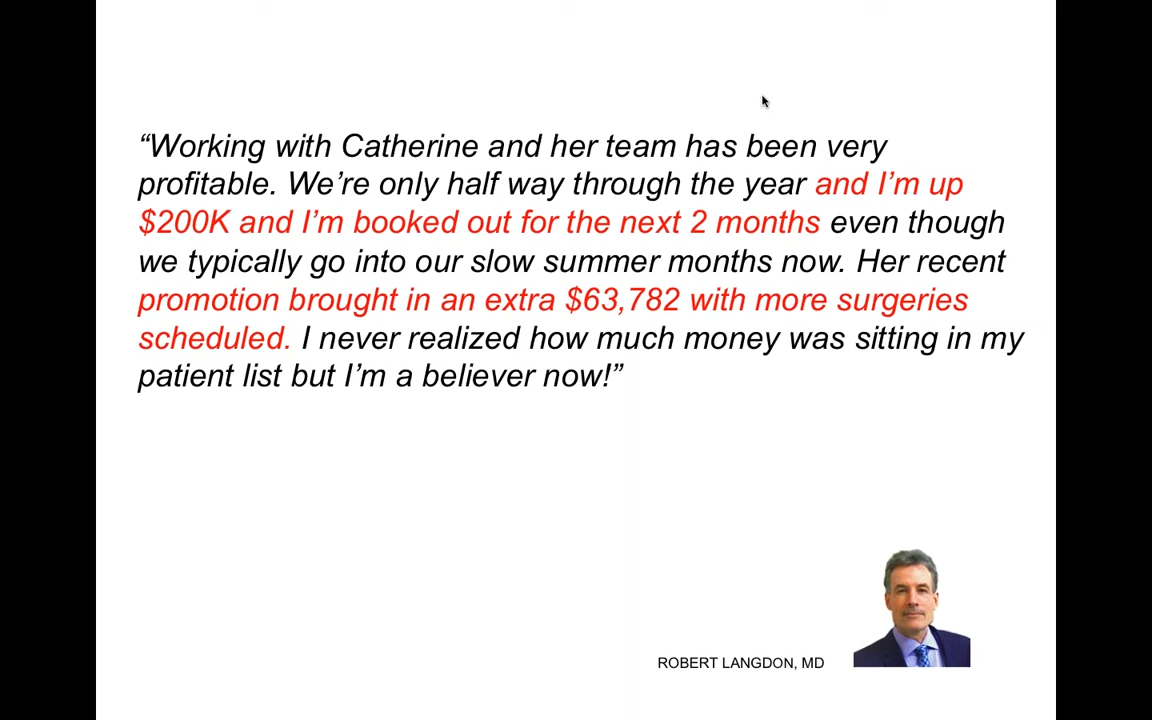 “Working with Catherine and her team has been very
profitable. We’re only half way through the year and I’m up
$200K and I’m booked out for the next 2 months even though
we typically go into our slow summer months now. Her recent
promotion brought in an extra $63,782 with more surgeries
scheduled. I never realized how much money was sitting in my
patient list but I’m a believer now!”
ROBERT LANGDON, MD